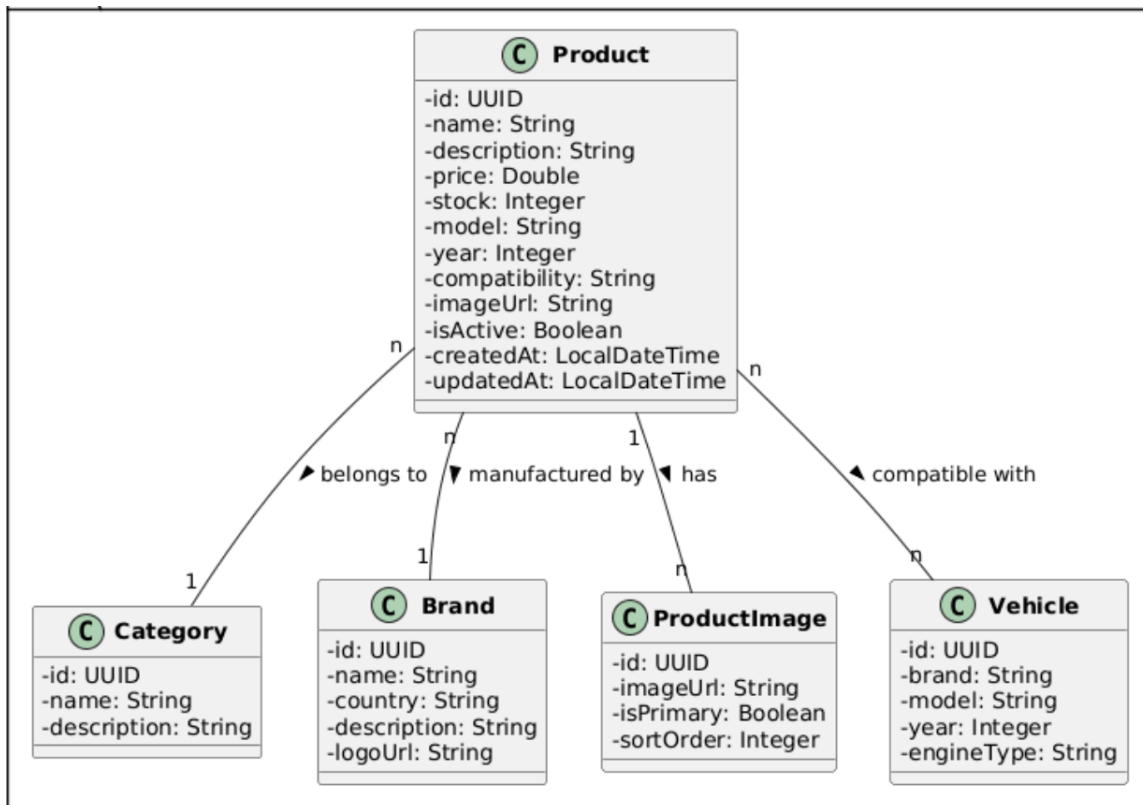 C Product
-id: UUID
-name: String
-description: String
-price: Double
-stock: Integer
-model: String
-year: Integer
-compatibility: String
-imageUrl: String
-isActive: Boolean
-createdAt: LocalDateTime
-updatedAt: LocalDateTime
n
n
1
n
belongs to
manufactured by
has
compatible with
1
1
n
n
C Category
-id: UUID
-name: String
-description: String
C Brand
-id: UUID
-name: String
-country: String
-description: String
-logoUrl: String
C ProductImage
-id: UUID
-imageUrl: String
-isPrimary: Boolean
-sortOrder: Integer
C Vehicle
-id: UUID
-brand: String
-model: String
-year: Integer
-engineType: String